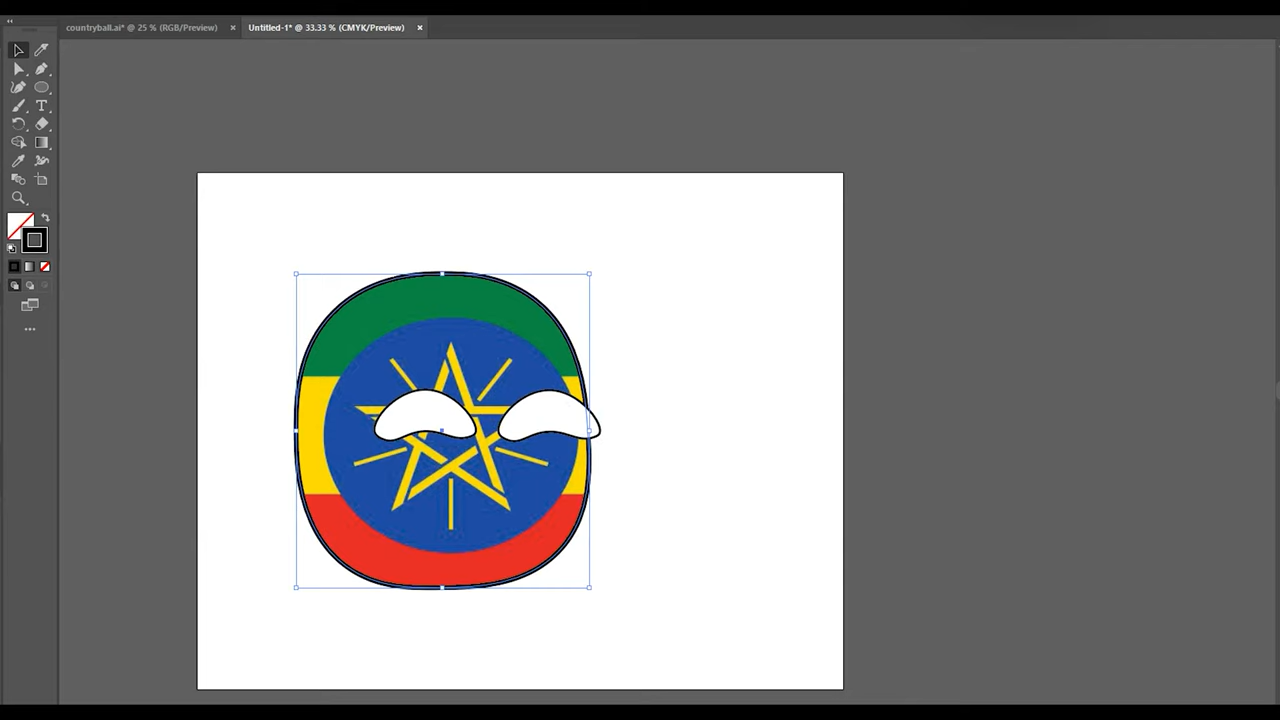 countryball.ai* @ 25 % (RGB/Preview)
Untitled-1* @ 33.33 % (CMYK/Preview)